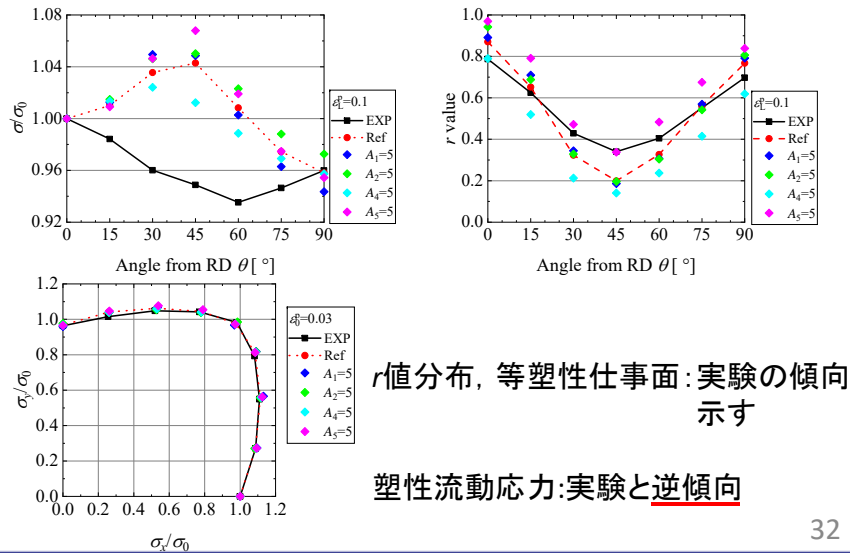 1.08
1.04
1.00
0.96
0.92
σ/σ0
0 15 30 45 60 75 90
Angle from RD θ [ °]
ε_L^p=0.1
EXP
Ref
A1=5
A2=5
A4=5
A5=5
1.0
0.8
0.6
0.4
0.2
0.0
r value
0 15 30 45 60 75 90
Angle from RD θ [ °]
ε_L^p=0.1
EXP
Ref
A1=5
A2=5
A4=5
A5=5
1.2
1.0
0.8
0.6
0.4
0.2
0.0
σy/σ0
0.0 0.2 0.4 0.6 0.8 1.0 1.2
σx/σ0
ε_0^p=0.03
EXP
Ref
A1=5
A2=5
A4=5
A5=5
r値分布，等塑性仕事面：実験の傾向
示す
塑性流動応力:実験と逆傾向
32